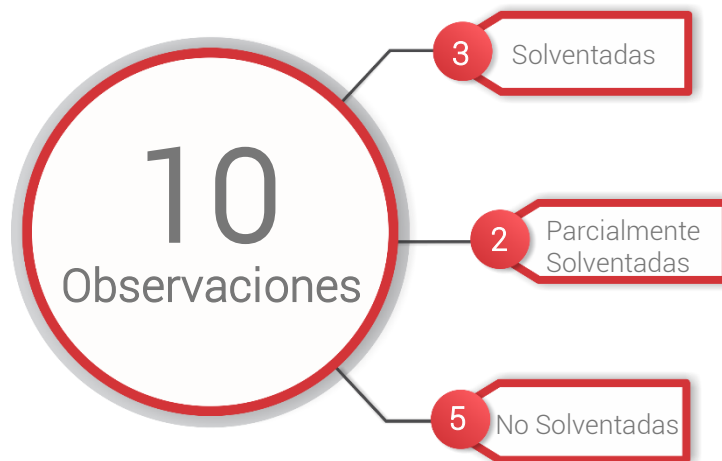 10
Observaciones
3
Solventadas
2
Parcialmente
Solventadas
5
No Solventadas